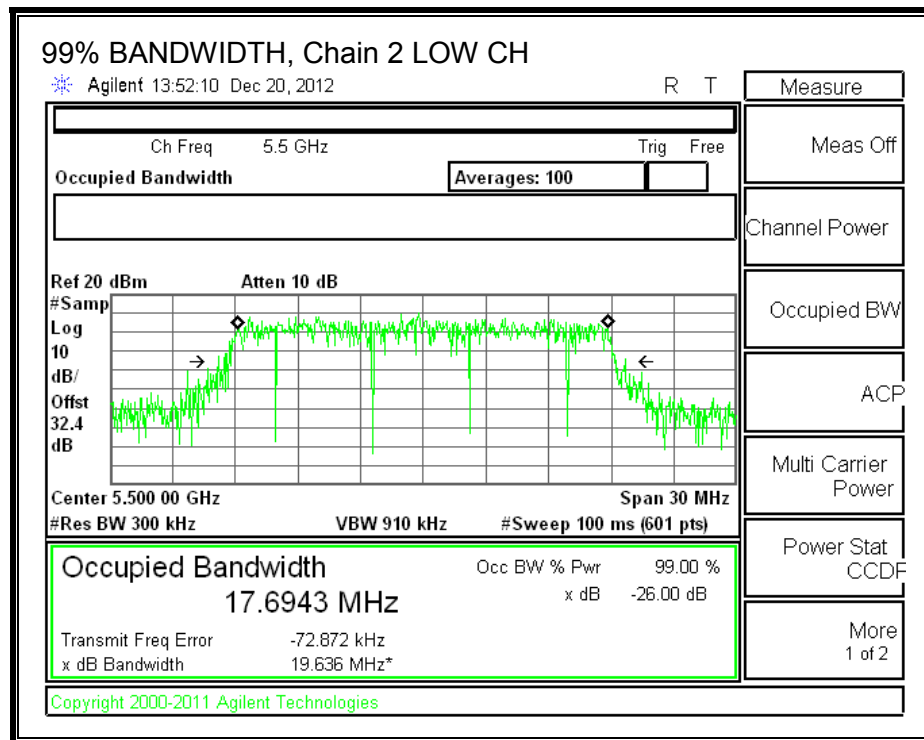 99% BANDWIDTH, Chain 2 LOW CH
Agilent 13:52:10 Dec 20, 2012 R T
Ch Freq 5.5 GHz Trig Free
Occupied Bandwidth Averages: 100
Ref 20 dBm Atten 10 dB
#Samp
Log
10
dB/
Offst
32.4
dB
Center 5.500 00 GHz Span 30 MHz
#Res BW 300 kHz VBW 910 kHz #Sweep 100 ms (601 pts)
Occupied Bandwidth Occ BW % Pwr 99.00 %
17.6943 MHz x dB -26.00 dB
Transmit Freq Error -72.872 kHz
x dB Bandwidth 19.636 MHz*
Copyright 2000-2011 Agilent Technologies
Measure
Meas Off
Channel Power
Occupied BW
ACP
Multi Carrier
Power
Power Stat
CCDF
More
1 of 2